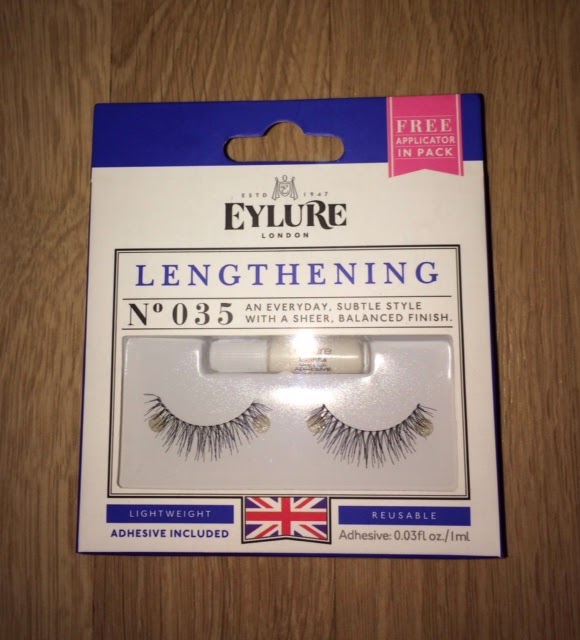 FREE
APPLICATOR
IN PACK
ESTD 1947
EYLURE
LONDON
LENGTHENING
Nº 035
AN EVERYDAY, SUBTLE STYLE
WITH A SHEER, BALANCED FINISH.
LIGHTWEIGHT
REUSABLE
ADHESIVE INCLUDED
Adhesive: 0.03fl oz./1ml